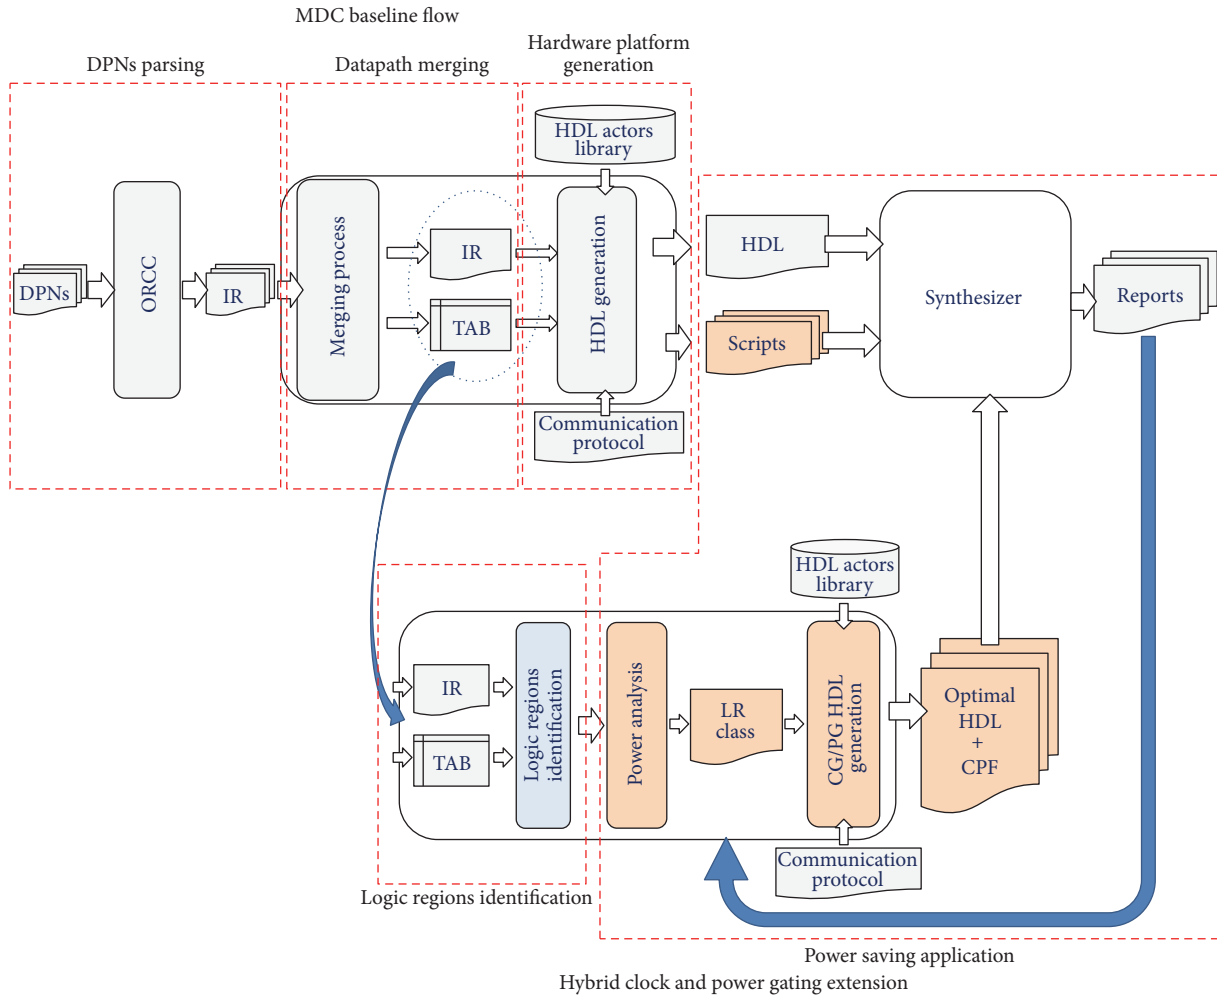 MDC baseline flow
DPNs parsing
Datapath merging
Hardware platform
generation
HDL actors
library
DPNs
ORCC
IR
Merging process
IR
TAB
HDL generation
Communication
protocol
HDL
Scripts
Synthesizer
Reports
HDL actors
library
IR
TAB
Logic regions
identification
Power analysis
LR
class
CG/PG HDL
generation
Optimal
HDL
+
CPF
Communication
protocol
Logic regions identification
Power saving application
Hybrid clock and power gating extension